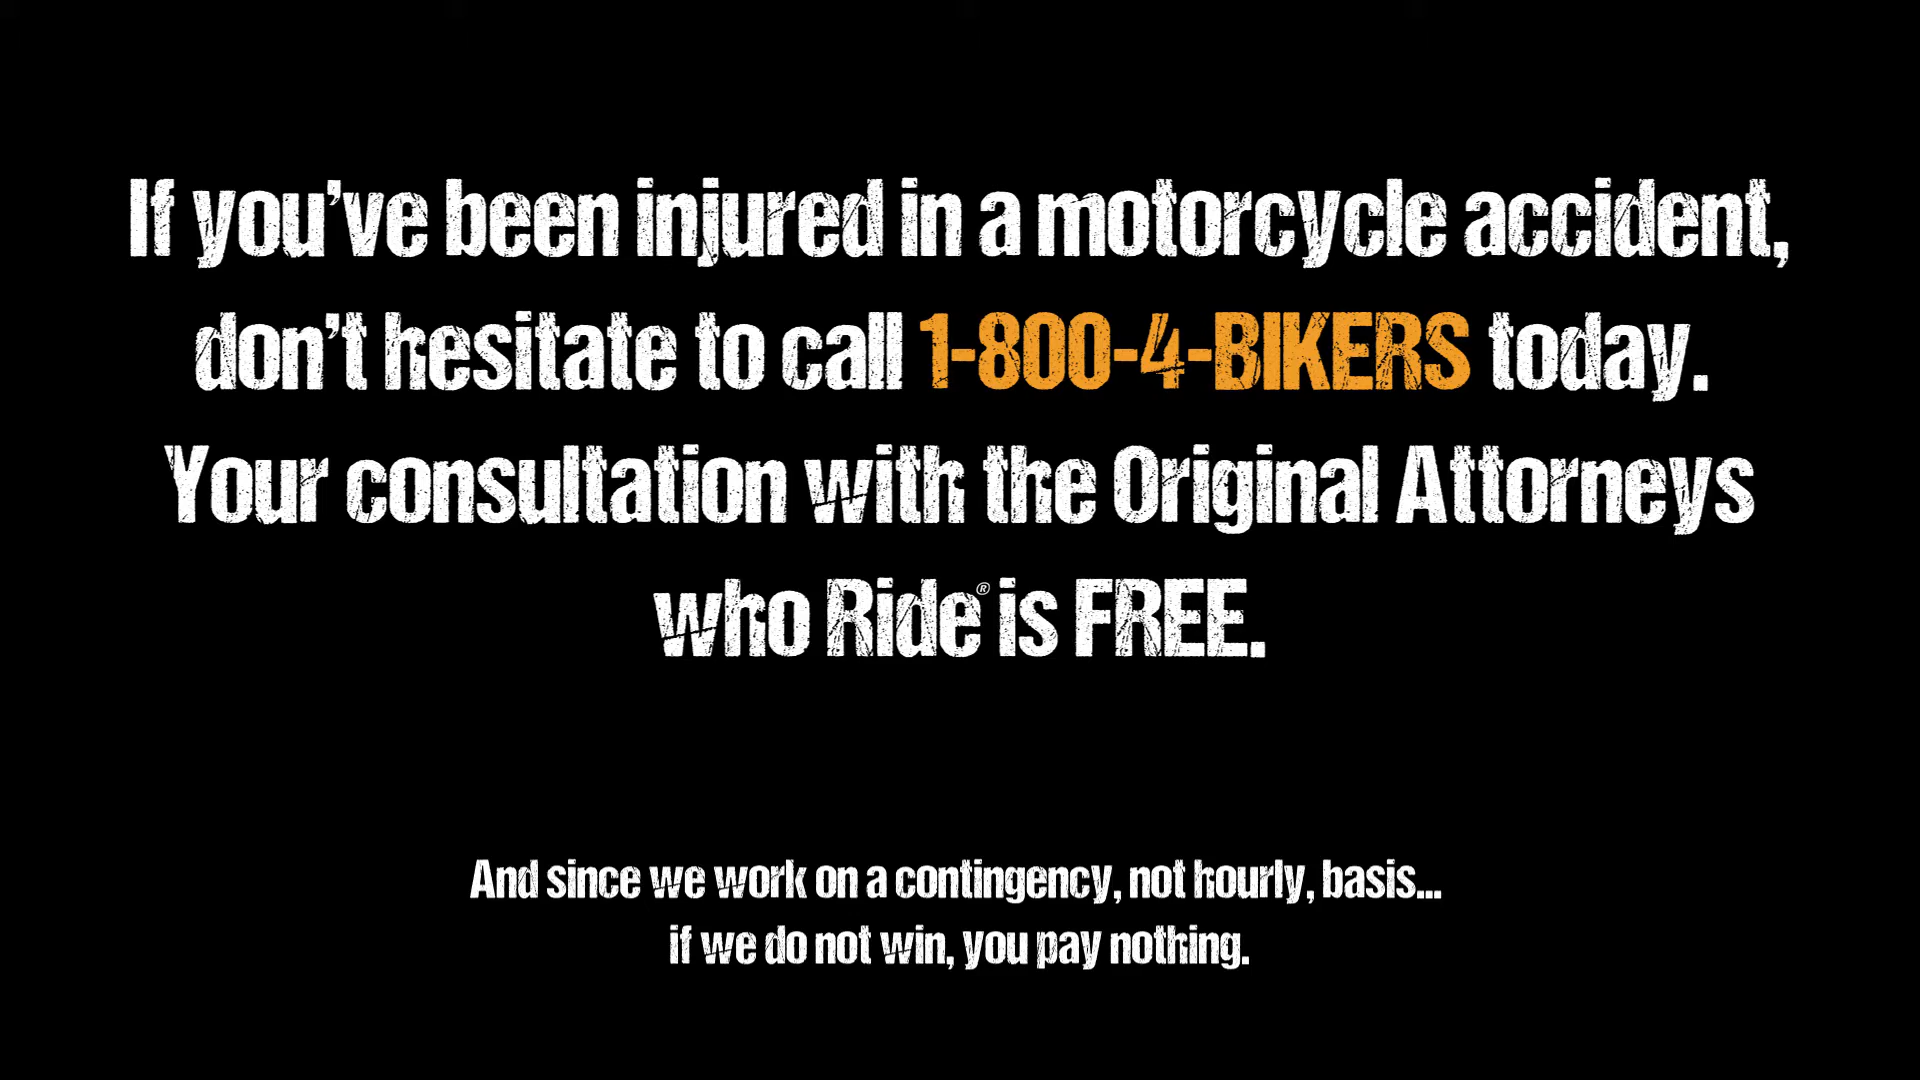 If you’ve been injured in a motorcycle accident,
don’t hesitate to call 1-800-4-BIKERS today.
Your consultation with the Original Attorneys
who Ride® is FREE.
And since we work on a contingency, not hourly, basis...
if we do not win, you pay nothing.